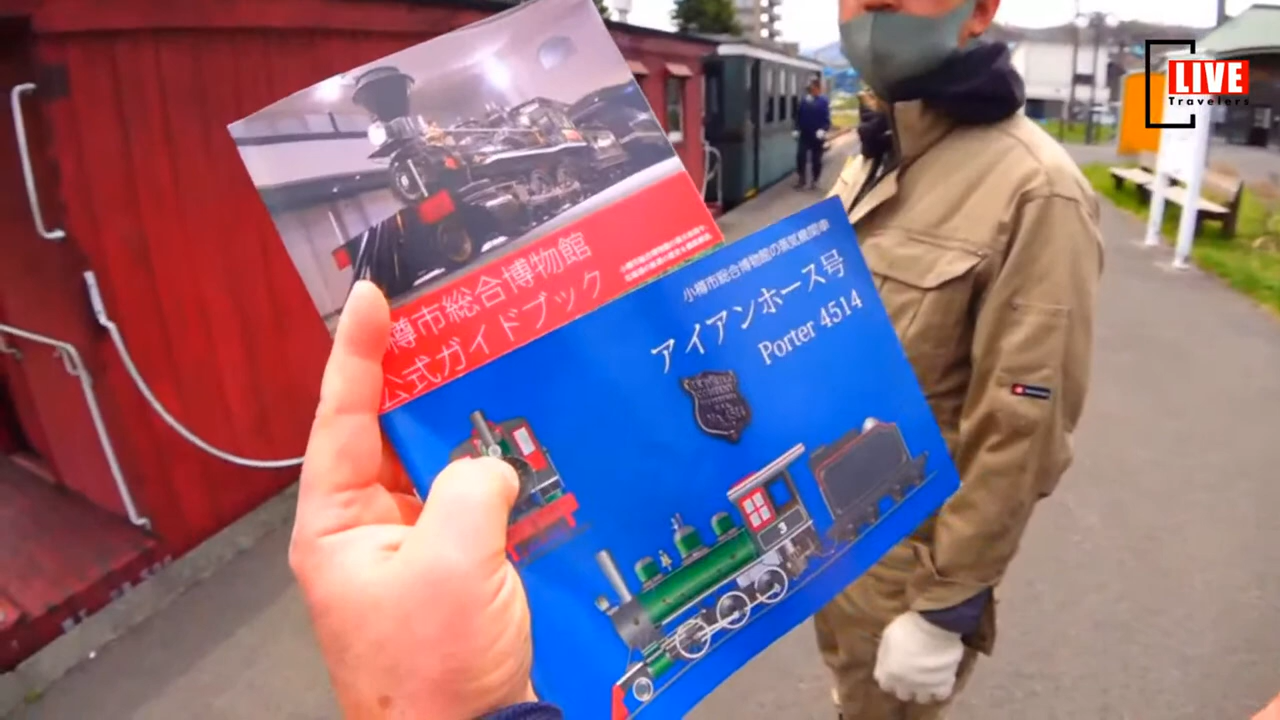 LIVE
Travelers
樽市総合博物館
公式ガイドブック
小樽市総合博物館の蒸気機関車
アイアンホース号
Porter 4514
3